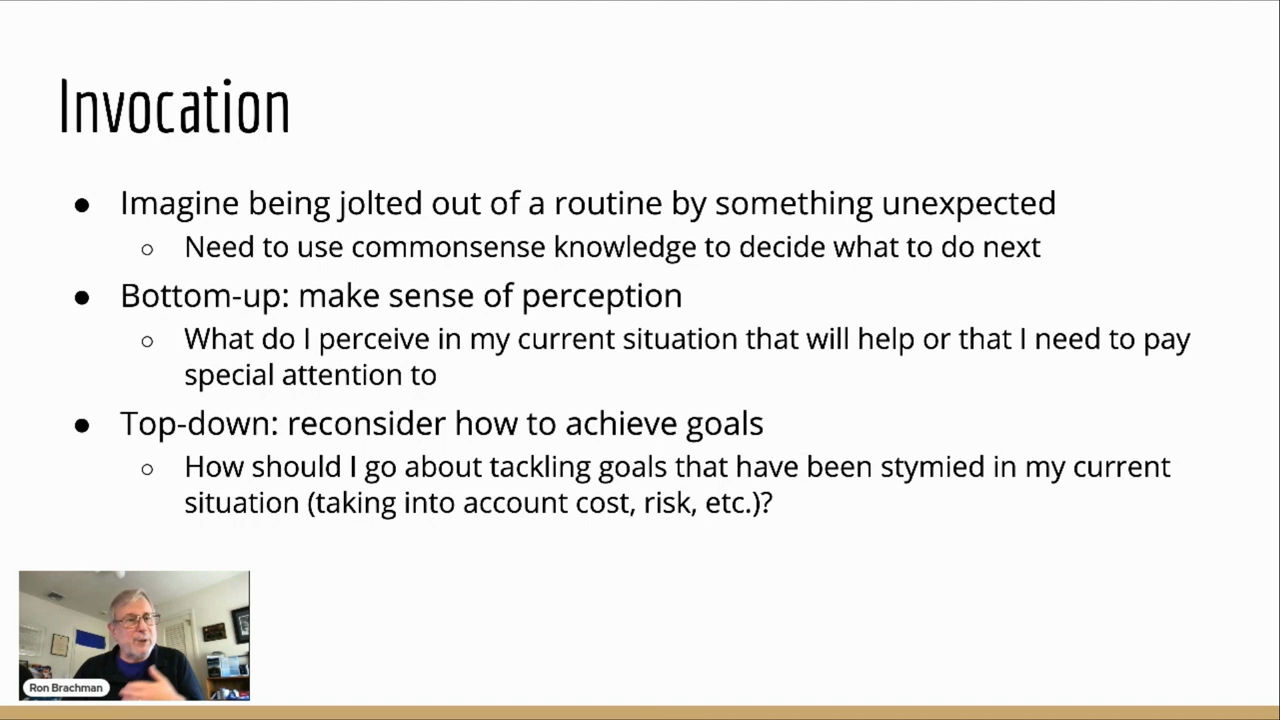 Invocation
● Imagine being jolted out of a routine by something unexpected
○ Need to use commonsense knowledge to decide what to do next
● Bottom-up: make sense of perception
○ What do I perceive in my current situation that will help or that I need to pay
special attention to
● Top-down: reconsider how to achieve goals
○ How should I go about tackling goals that have been stymied in my current
situation (taking into account cost, risk, etc.)?
Ron Brachman